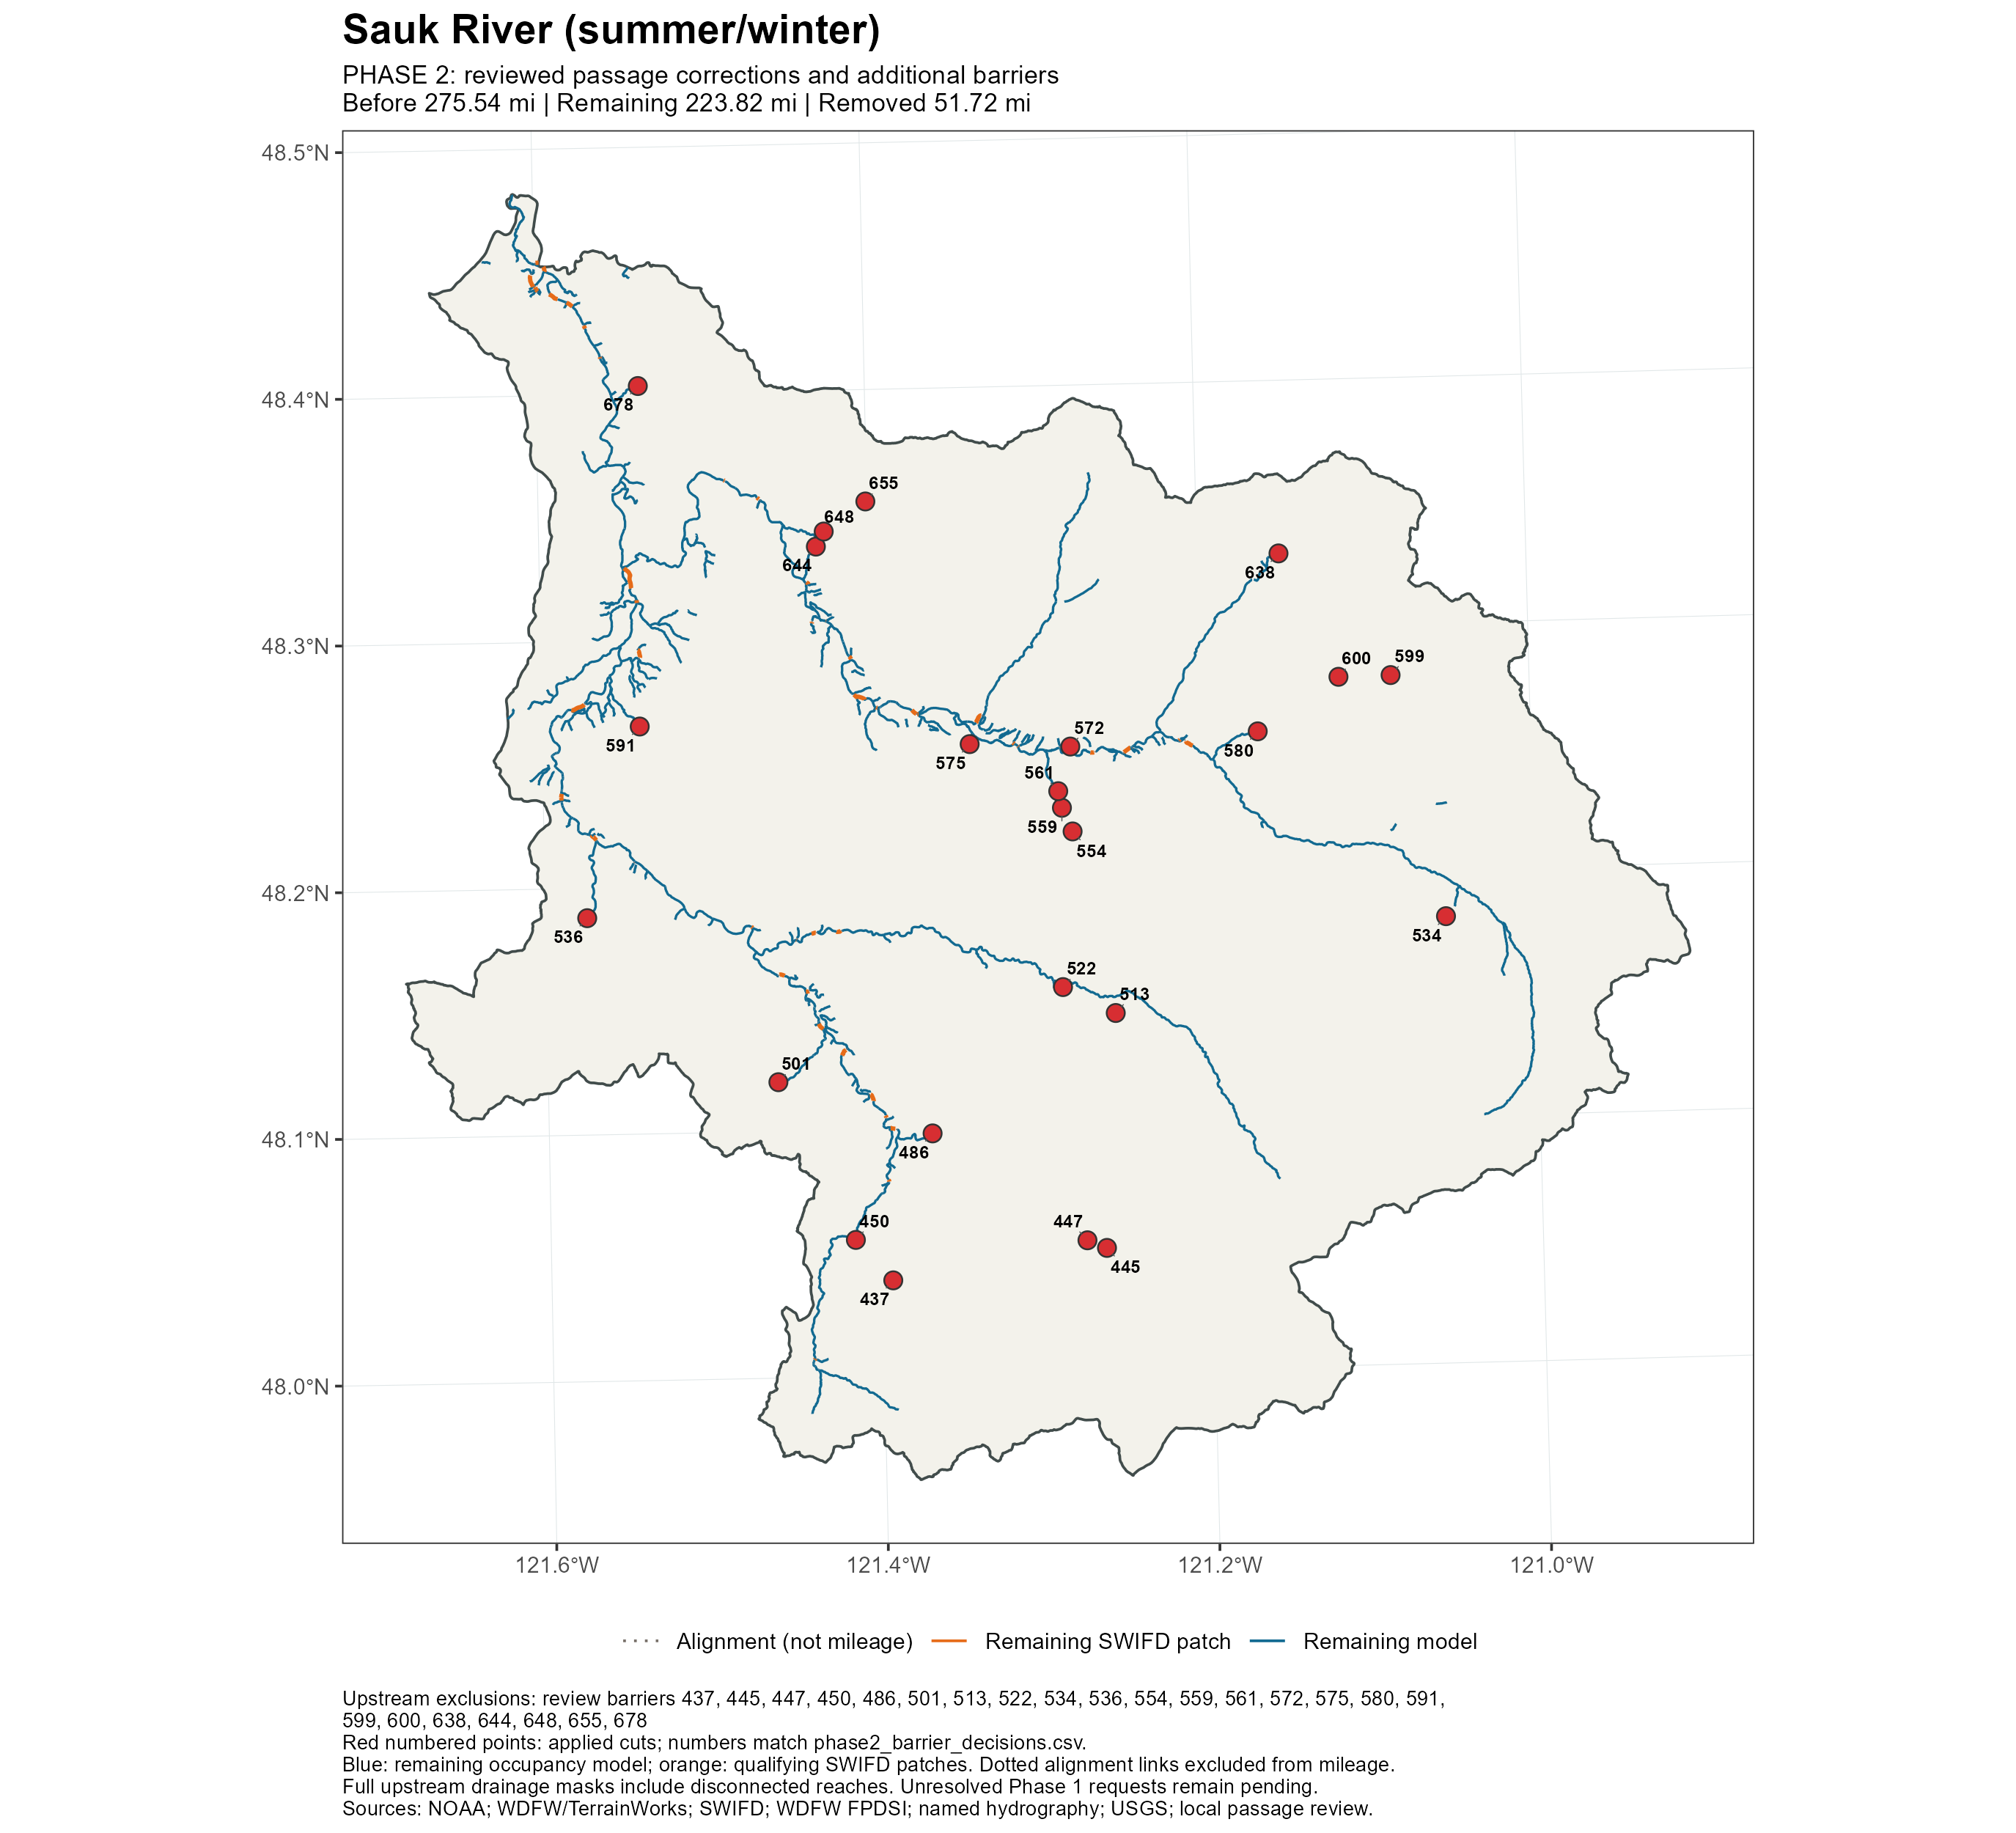 Sauk River (summer/winter)
PHASE 2: reviewed passage corrections and additional barriers
Before 275.54 mi | Remaining 223.82 mi | Removed 51.72 mi
48.5°N
48.4°N
48.3°N
48.2°N
48.1°N
48.0°N
678
655
648
644
638
600
599
591
572
575
580
561
559
554
536
534
522
513
501
486
450
447
445
437
121.6°W
121.4°W
121.2°W
121.0°W
Alignment (not mileage)
Remaining SWIFD patch
Remaining model
Upstream exclusions: review barriers 437, 445, 447, 450, 486, 501, 513, 522, 534, 536, 554, 559, 561, 572, 575, 580, 591,
599, 600, 638, 644, 648, 655, 678
Red numbered points: applied cuts; numbers match phase2_barrier_decisions.csv.
Blue: remaining occupancy model; orange: qualifying SWIFD patches. Dotted alignment links excluded from mileage.
Full upstream drainage masks include disconnected reaches. Unresolved Phase 1 requests remain pending.
Sources: NOAA; WDFW/TerrainWorks; SWIFD; WDFW FPDSI; named hydrography; USGS; local passage review.